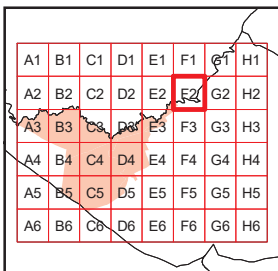 A1 B1 C1 D1 E1 F1 G1 H1
A2 B2 C2 D2 E2 F2 G2 H2
A3 B3 C3 D3 E3 F3 G3 H3
A4 B4 C4 D4 E4 F4 G4 H4
A5 B5 C5 D5 E5 F5 G5 H5
A6 B6 C6 D6 E6 F6 G6 H6